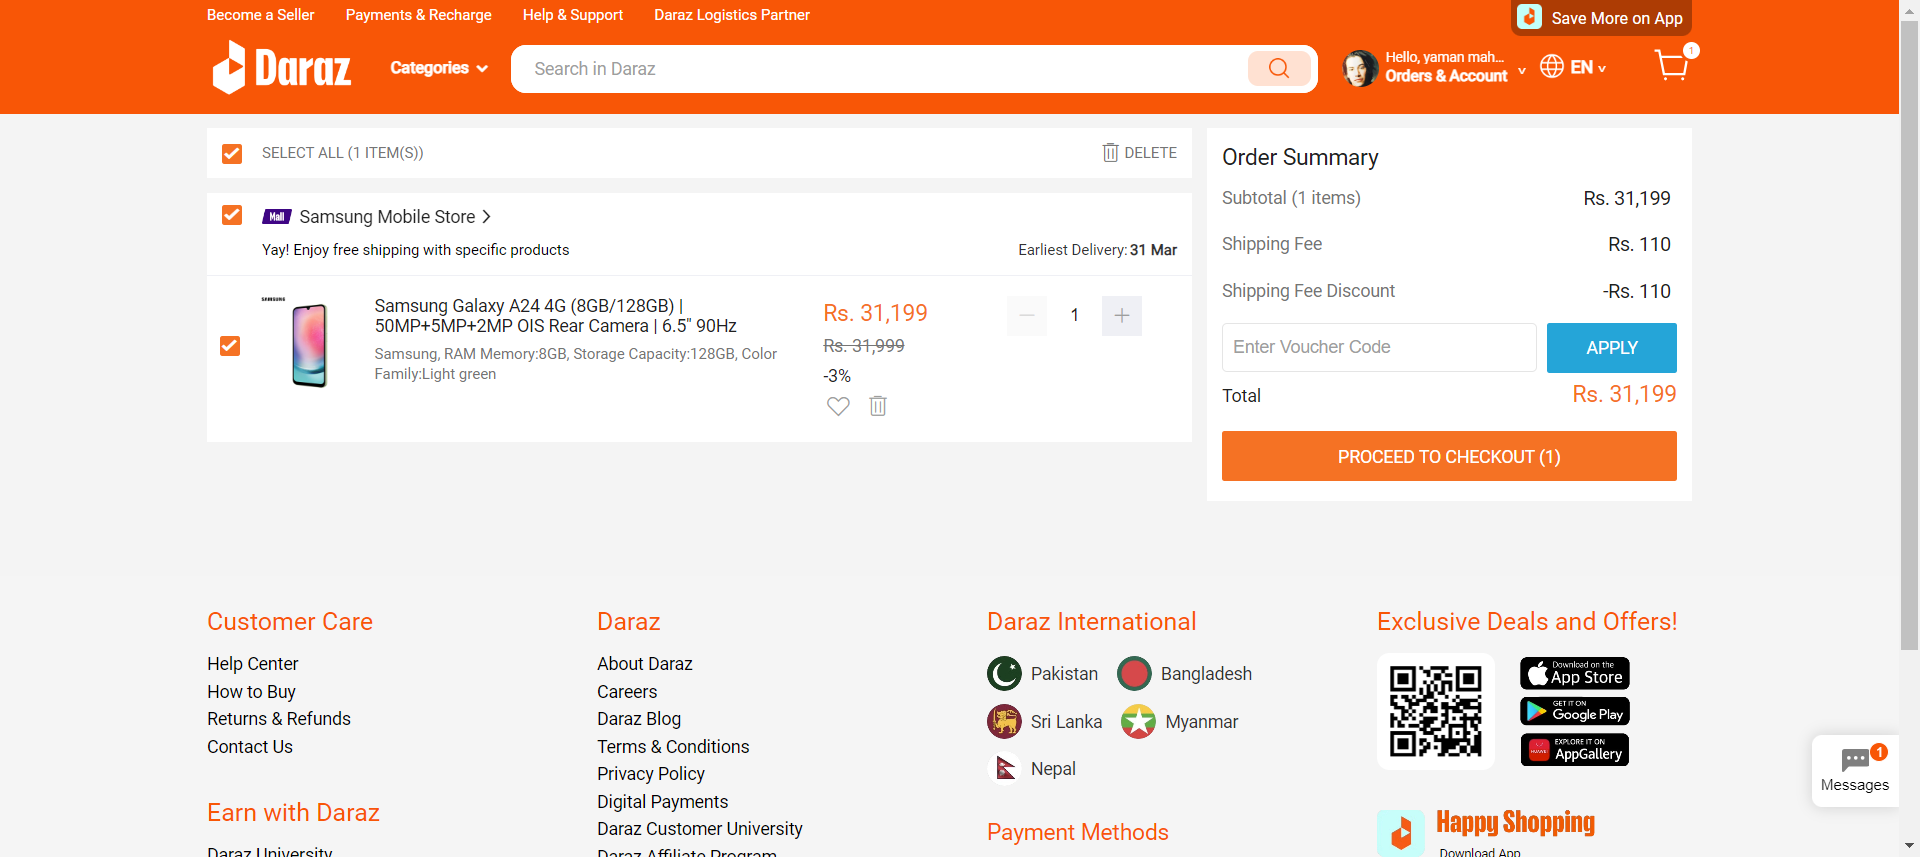 Become a Seller
Payments & Recharge
Help & Support
Daraz Logistics Partner
Save More on App
Daraz
Categories
Search in Daraz
Hello, yaman mah...
Orders & Account
EN
1
SELECT ALL (1 ITEM(S))
DELETE
Mall Samsung Mobile Store
Yay! Enjoy free shipping with specific products
Earliest Delivery: 31 Mar
SAMSUNG
Samsung Galaxy A24 4G (8GB/128GB) |
50MP+5MP+2MP OIS Rear Camera | 6.5" 90Hz
Samsung, RAM Memory:8GB, Storage Capacity:128GB, Color
Family:Light green
Rs. 31,199
Rs. 31,999
-3%
1
Order Summary
Subtotal (1 items)
Rs. 31,199
Shipping Fee
Rs. 110
Shipping Fee Discount
-Rs. 110
Enter Voucher Code
APPLY
Total
Rs. 31,199
PROCEED TO CHECKOUT (1)
Customer Care
Help Center
How to Buy
Returns & Refunds
Contact Us
Earn with Daraz
Daraz University
Daraz
About Daraz
Careers
Daraz Blog
Terms & Conditions
Privacy Policy
Digital Payments
Daraz Customer University
Daraz Affiliate Program
Daraz International
Pakistan
Bangladesh
Sri Lanka
Myanmar
Nepal
Payment Methods
Exclusive Deals and Offers!
Download on the
App Store
GET IT ON
Google Play
EXPLORE IT ON
AppGallery
HUAWEI
Happy Shopping
Download App
1
Messages